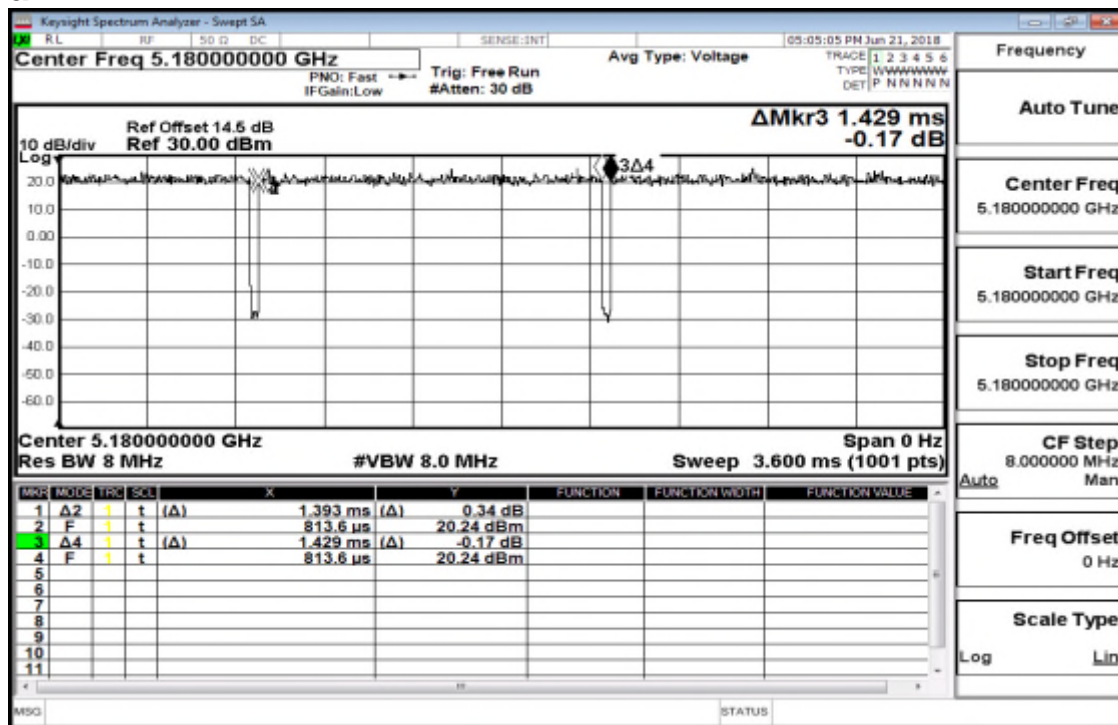 Keysight Spectrum Analyzer - Swept SA
RL RF 50 Ω DC SENSE:INT 05:05:05 PM Jun 21, 2018
Center Freq 5.180000000 GHz Avg Type: Voltage TRACE 1 2 3 4 5 6
PNO: Fast Trig: Free Run TYPE WWWWWW
IFGain:Low #Atten: 30 dB DET P N N N N N
Ref Offset 14.5 dB ΔMkr3 1.429 ms
10 dB/div Ref 30.00 dBm -0.17 dB
Log
3Δ4
20.0
10.0
0.00
-10.0
-20.0
-30.0
-40.0
-50.0
-60.0
Center 5.180000000 GHz Span 0 Hz
Res BW 8 MHz #VBW 8.0 MHz Sweep 3.600 ms (1001 pts)
MKR MODE TRC SCL X Y FUNCTION FUNCTION WIDTH FUNCTION VALUE
1 Δ2 1 t (Δ) 1.393 ms (Δ) 0.34 dB
2 F 1 t 813.6 µs 20.24 dBm
3 Δ4 1 t (Δ) 1.429 ms (Δ) -0.17 dB
4 F 1 t 813.6 µs 20.24 dBm
5
6
7
8
9
10
11
MSG STATUS
Frequency
Auto Tune
Center Freq
5.180000000 GHz
Start Freq
5.180000000 GHz
Stop Freq
5.180000000 GHz
CF Step
8.000000 MHz
Auto Man
Freq Offset
0 Hz
Scale Type
Log Lin